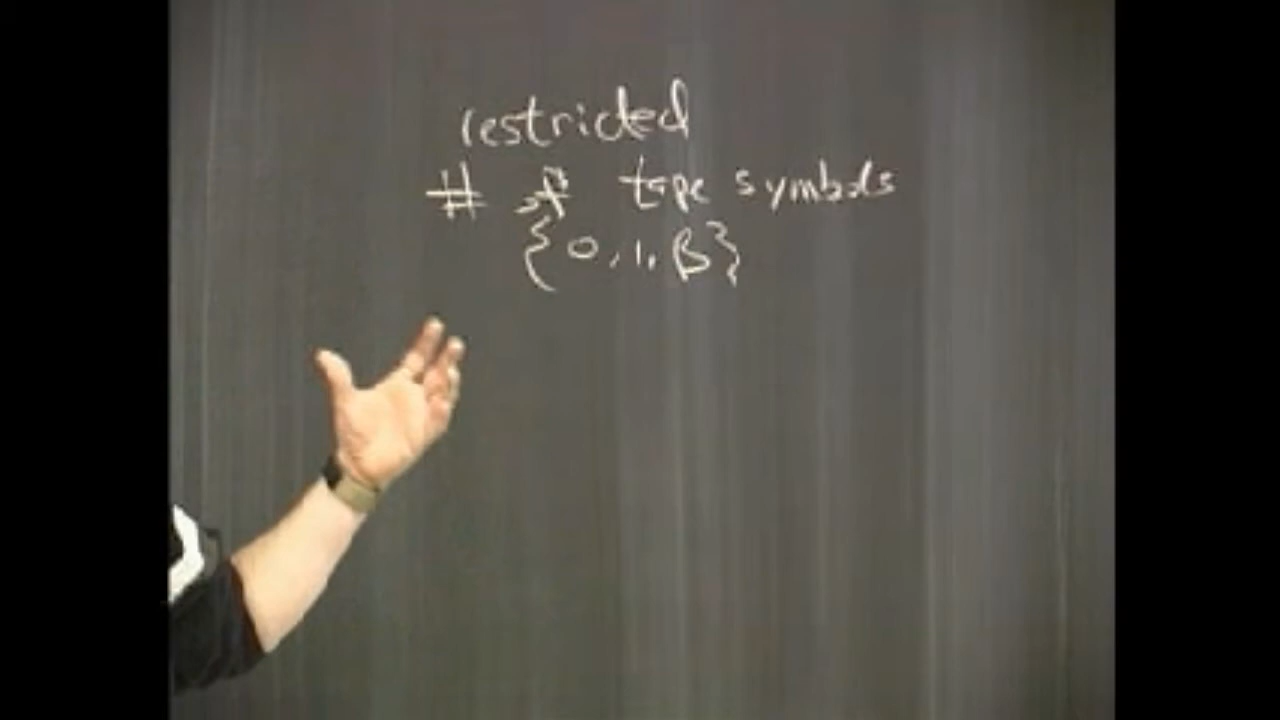 restricted
# of tape symbols
{0,1,B}